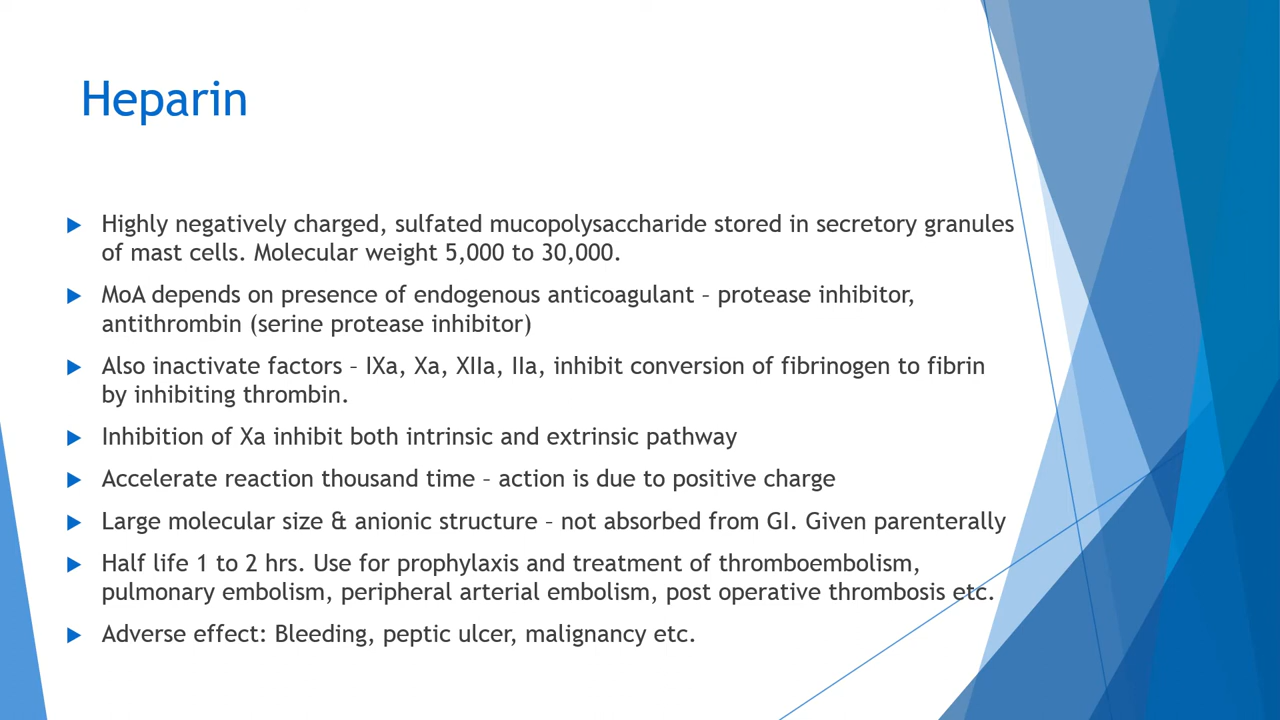 Heparin
Highly negatively charged, sulfated mucopolysaccharide stored in secretory granules
of mast cells. Molecular weight 5,000 to 30,000.
MoA depends on presence of endogenous anticoagulant – protease inhibitor,
antithrombin (serine protease inhibitor)
Also inactivate factors – IXa, Xa, XIIa, IIa, inhibit conversion of fibrinogen to fibrin
by inhibiting thrombin.
Inhibition of Xa inhibit both intrinsic and extrinsic pathway
Accelerate reaction thousand time – action is due to positive charge
Large molecular size & anionic structure – not absorbed from GI. Given parenterally
Half life 1 to 2 hrs. Use for prophylaxis and treatment of thromboembolism,
pulmonary embolism, peripheral arterial embolism, post operative thrombosis etc.
Adverse effect: Bleeding, peptic ulcer, malignancy etc.